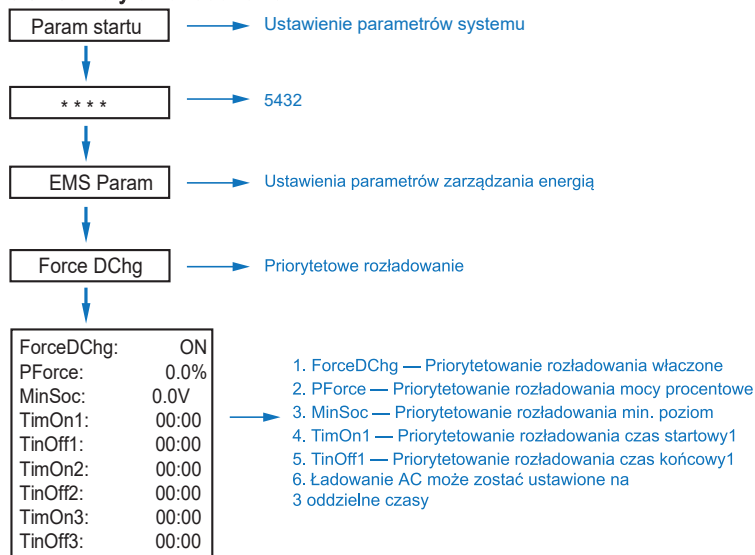 Param startu
Ustawienie parametrów systemu
* * * *
5432
EMS Param
Ustawienia parametrów zarządzania energią
Force DChg
Priorytetowe rozładowanie
ForceDChg: ON
PForce: 0.0%
MinSoc: 0.0V
TimOn1: 00:00
TinOff1: 00:00
TimOn2: 00:00
TinOff2: 00:00
TimOn3: 00:00
TinOff3: 00:00
1. ForceDChg — Priorytetowanie rozładowania właczone
2. PForce — Priorytetowanie rozładowania mocy procentowe
3. MinSoc — Priorytetowanie rozładowania min. poziom
4. TimOn1 — Priorytetowanie rozładowania czas startowy1
5. TinOff1 — Priorytetowanie rozładowania czas końcowy1
6. Ładowanie AC może zostać ustawione na
3 oddzielne czasy